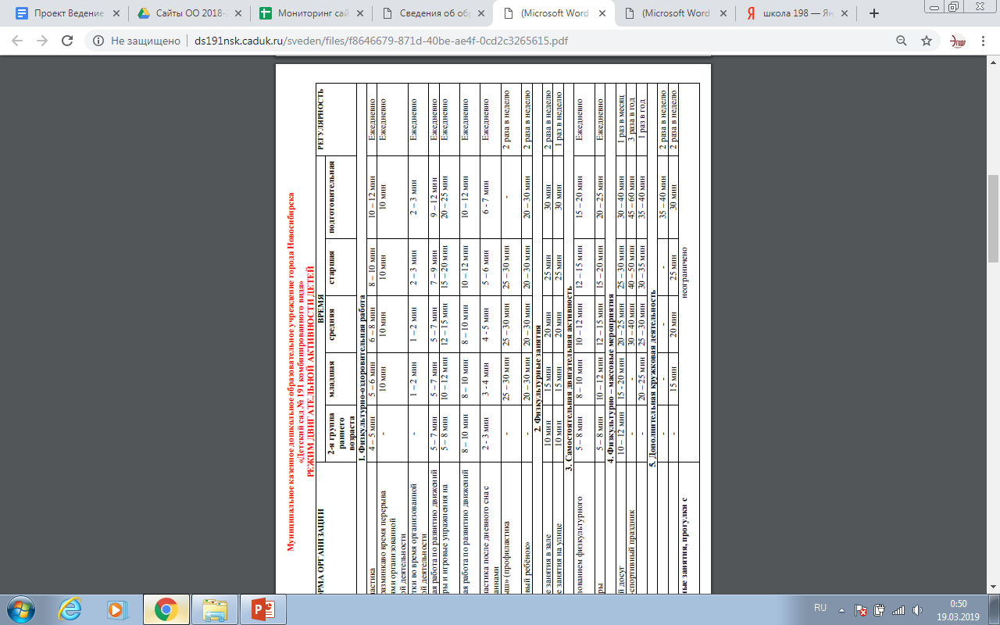 Проект Ведение
Сайты ОО 2018-
Мониторинг сай
Сведения об обр
(Microsoft Word
(Microsoft Word
школа 198 — Ян
Не защищено | ds191nsk.caduk.ru/sveden/files/f8646679-871d-40be-ae4f-0cd2c3265615.pdf
Муниципальное казенное дошкольное образовательное учреждение города Новосибирска
«Детский сад № 191 комбинированного вида»
РЕЖИМ ДВИГАТЕЛЬНОЙ АКТИВНОСТИ ДЕТЕЙ
ОРМА ОРГАНИЗАЦИИ ВРЕМЯ РЕГУЛЯРНОСТЬ
2-я группа раннего возраста младшая средняя старшая подготовительная
1. Физкультурно-оздоровительная работа
астика 4 – 5 мин 5 – 6 мин 6 – 8 мин 8 – 10 мин 10 – 12 мин Ежедневно
разминкаво время перерыва - 10 мин 10 мин 10 мин 10 мин Ежедневно
ми организованной
ой деятельности
тки во время организованной - 1 – 2 мин 1 – 2 мин 2 – 3 мин 2 – 3 мин Ежедневно
ой деятельности
ая работа по развитию движений 5 – 7 мин 5 – 7 мин 5 – 7 мин 7 – 9 мин 9 – 12 мин Ежедневно
ры и игровые упражнения на 5 – 8 мин 10 – 12 мин 12 – 15 мин 15 – 20 мин 20 – 25 мин Ежедневно
ая работа по развитию движений 8 – 10 мин 8 – 10 мин 8 – 10 мин 10 – 12 мин 10 – 12 мин Ежедневно
настика после дневного сна с 2 - 3 мин 3 - 4 мин 4 - 5 мин 5 – 6 мин 6 - 7 мин Ежедневно
аннами
ыш» (профилактика - 25 – 30 мин 25 – 30 мин 25 – 30 мин - 2 раза в неделю
вый ребёнок» - 20 – 30 мин 20 – 30 мин 20 – 30 мин 20 – 30 мин 2 раза в неделю
2. Физкультурные занятия
е занятия в зале 10 мин 15 мин 20 мин 25 мин 30 мин 2 раза в неделю
е занятия на улице 10 мин 15 мин 20 мин 25 мин 30 мин 1 раз в неделю
3. Самостоятельная двигательная активность
зованием физкультурного 5 – 8 мин 8 – 10 мин 10 – 12 мин 12 – 15 мин 15 – 20 мин Ежедневно
ры 5 – 8 мин 10 – 12 мин 12 – 15 мин 15 – 20 мин 20 – 25 мин Ежедневно
4. Физкультурно – массовые мероприятия
й досуг 10 – 12 мин 15 - 20 мин 20 – 25 мин 25 – 30 мин 30 – 40 мин 1 раз в месяц
-спортивный праздник - - 30 – 40 мин 40 – 50 мин 45 – 60 мин 3 раза в год
- 20 – 25 мин 25 – 30 мин 30 – 35 мин 35 – 40 мин 1 раз в год
5. Дополнительная кружковая деятельность
- - - - 35 – 40 мин 2 раза в неделю
- 15 мин 20 мин 25 мин 30 мин 2 раза в неделю
ные занятия, прогулки с неограничено
RU
0:50
19.03.2019